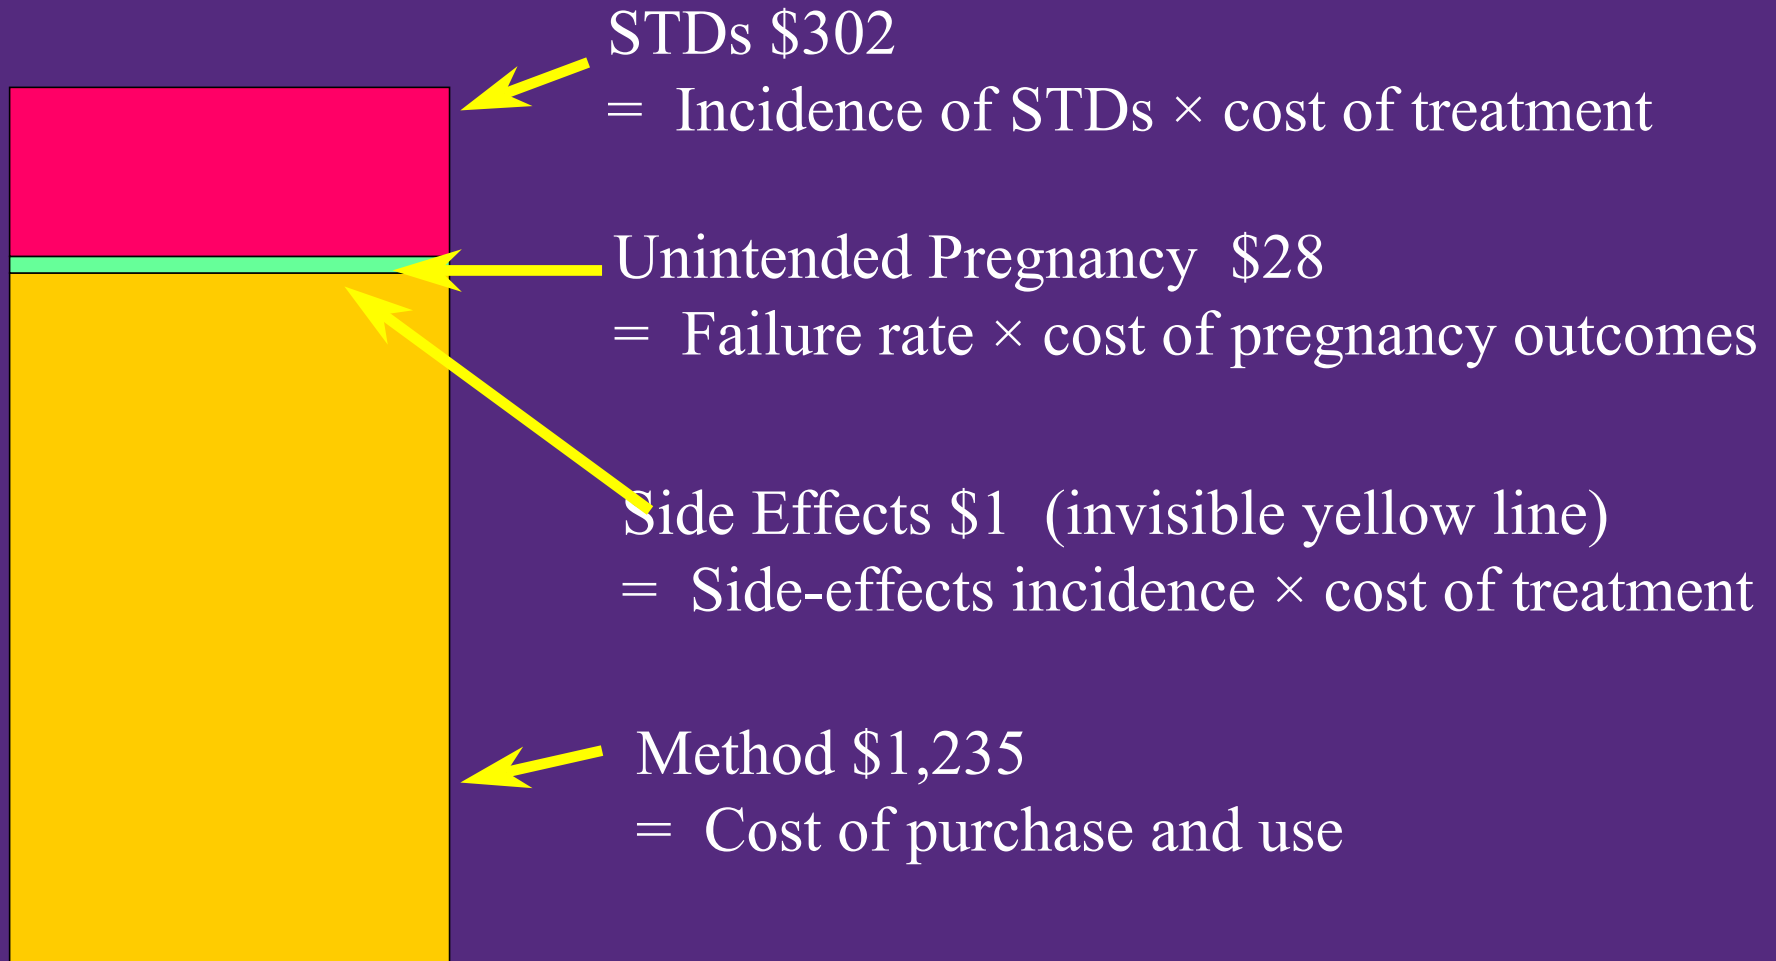 STDs $302
= Incidence of STDs × cost of treatment
Unintended Pregnancy $28
= Failure rate × cost of pregnancy outcomes
Side Effects $1 (invisible yellow line)
= Side-effects incidence × cost of treatment
Method $1,235
= Cost of purchase and use